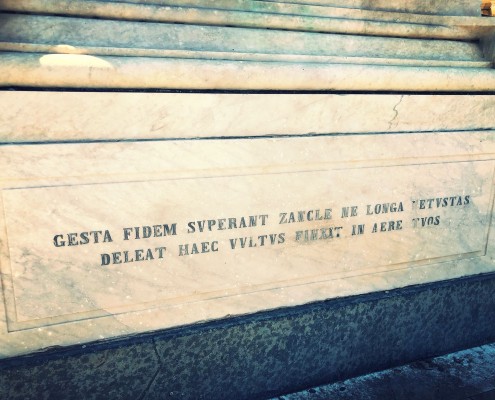 GESTA FIDEM SVPERANT ZANCLE NE LONGA VETVSTAS
DELEAT HAEC VVLTVS FINXIT IN AERE TVOS